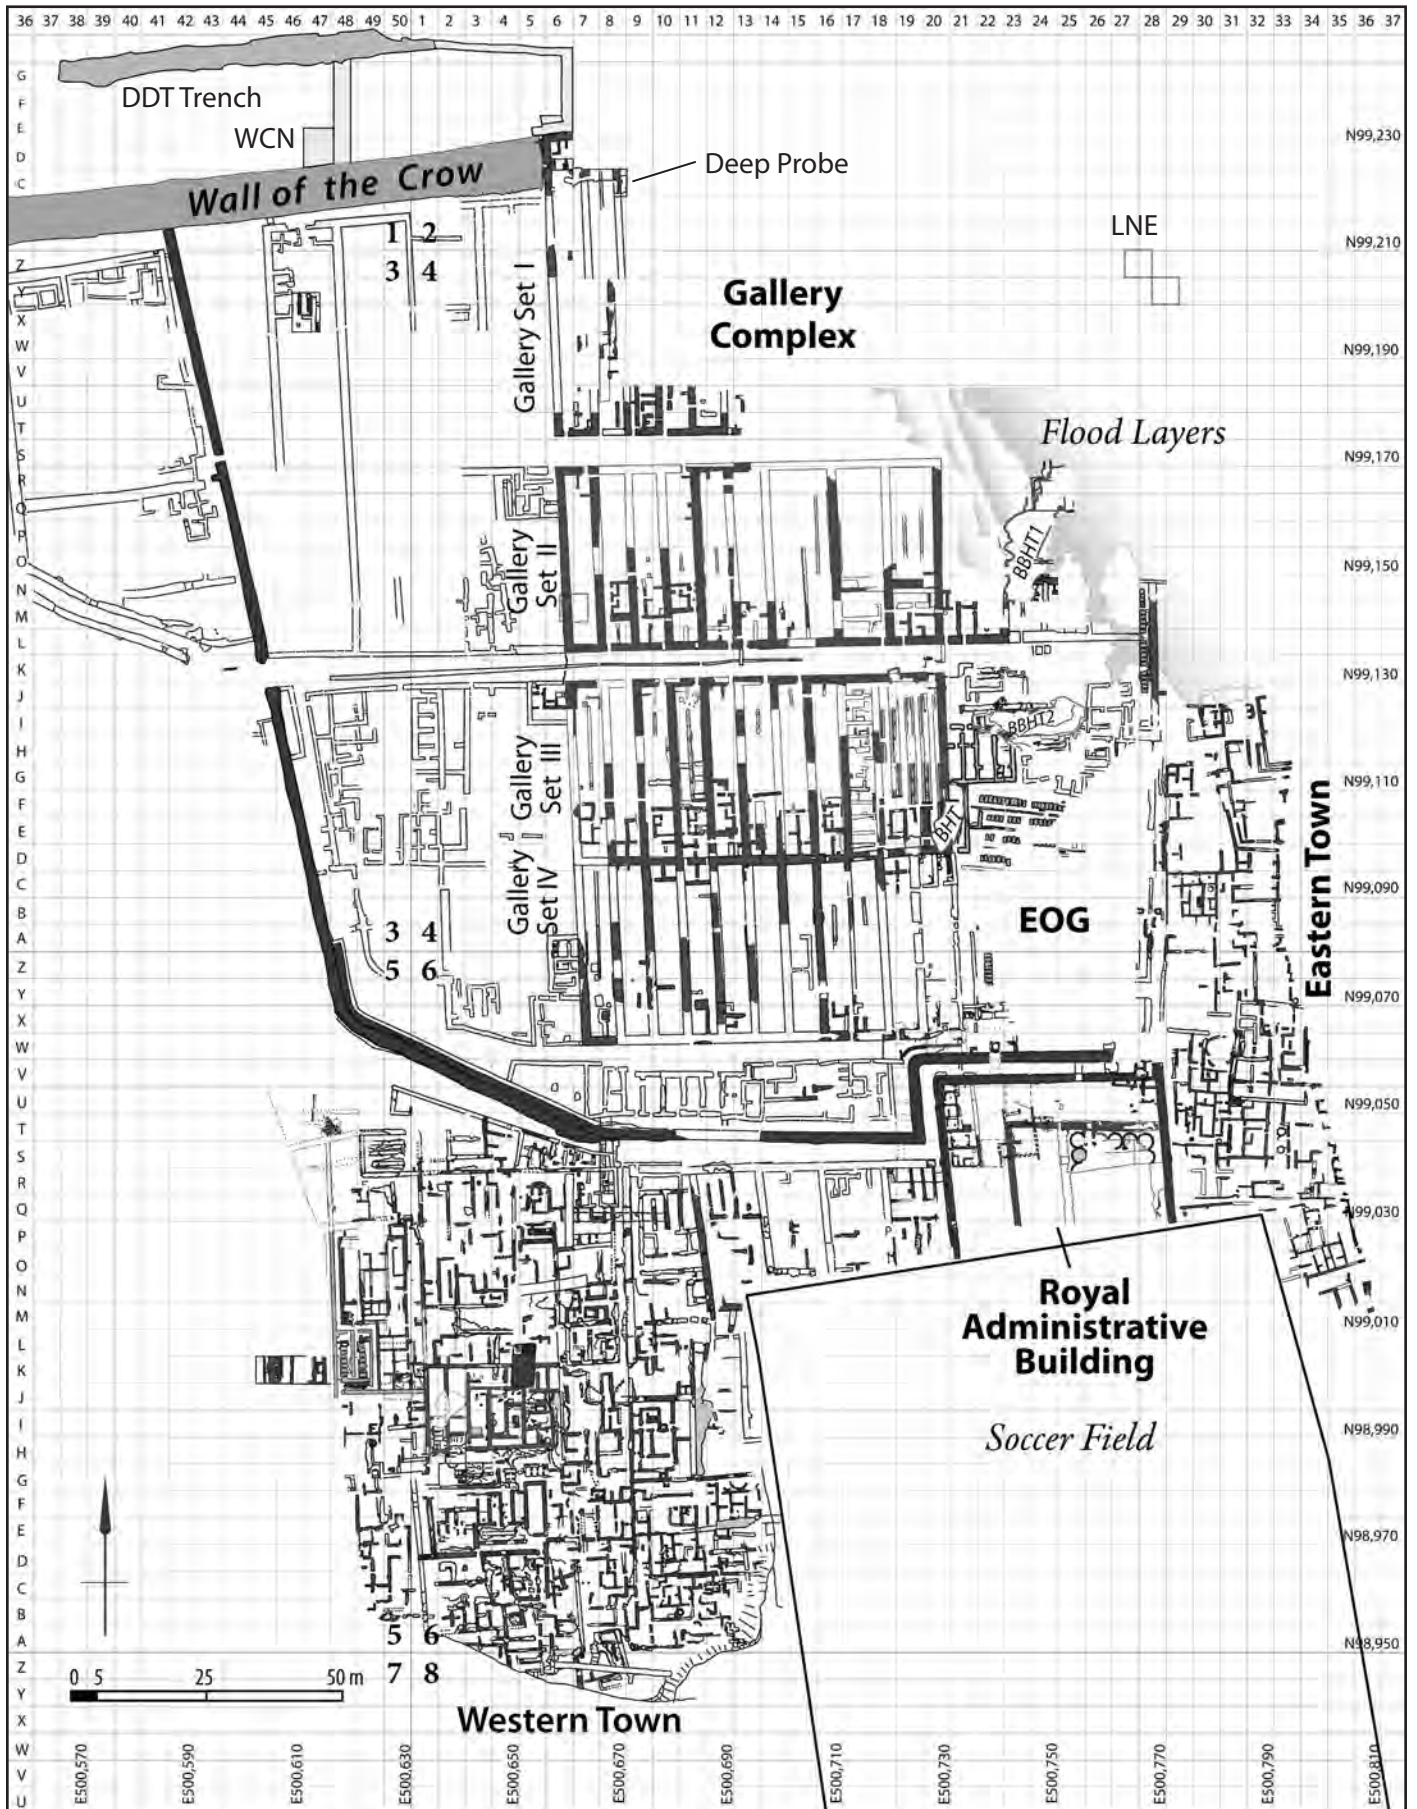 36 37 38 39 40 41 42 43 44 45 46 47 48 49 50 1 2 3 4 5 6 7 8 9 10 11 12 13 14 15 16 17 18 19 20 21 22 23 24 25 26 27 28 29 30 31 32 33 34 35 36 37
G
F
E
D
C
Z
Y
X
W
V
U
T
S
R
Q
P
O
N
M
L
K
J
I
H
G
F
E
D
C
B
A
Z
Y
X
W
V
U
T
S
R
Q
P
O
N
M
L
K
J
I
H
G
F
E
D
C
B
A
Z
Y
X
W
V
U
DDT Trench
WCN
Wall of the Crow
Deep Probe
LNE
N99,230
N99,210
N99,190
N99,170
N99,150
N99,130
N99,110
N99,090
N99,070
N99,050
N99,030
N99,010
N98,990
N98,970
N98,950
1 2
3 4
Gallery Set I
Gallery
Complex
Flood Layers
Gallery
Set II
BBHT1
BBHT2
Gallery
Set III
BHT
Gallery
Set IV
3 4
5 6
EOG
Eastern Town
Royal
Administrative
Building
Soccer Field
5 6
7 8
0 5 25 50 m
Western Town
E500,570
E500,590
E500,610
E500,630
E500,650
E500,670
E500,690
E500,710
E500,730
E500,750
E500,770
E500,790
E500,810